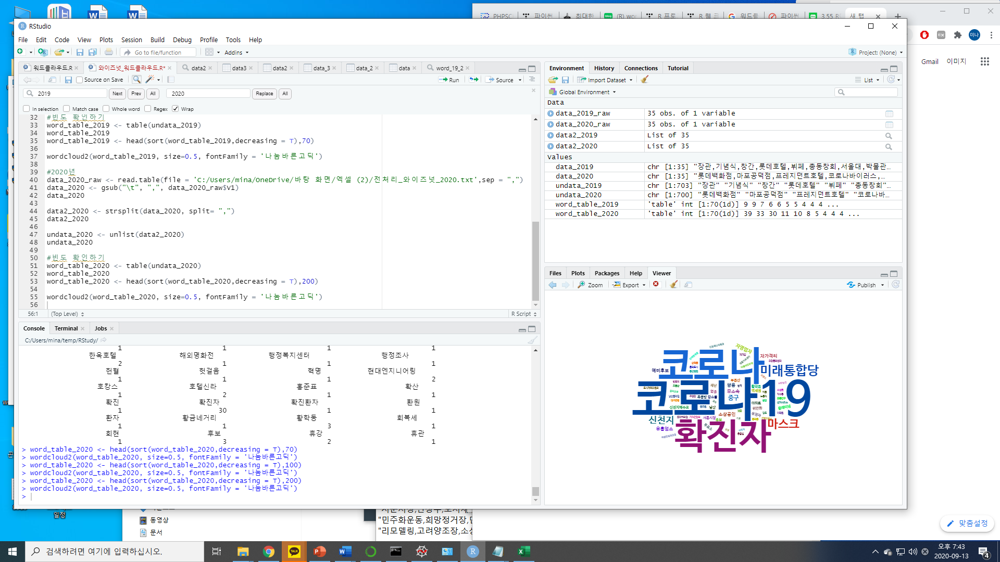 RStudio
File Edit Code View Plots Session Build Debug Profile Tools Help
Go to file/function
Addins
Project: (None)
워드클라우드.R
와이즈넛_워드클라우드.R*
data2
data3
data2
data_3
data_2
data
word_19_2
Source on Save
Run
Source
2019
Next
Prev
All
2020
Replace
All
In selection
Match case
Whole word
Regex
Wrap
32 #빈도 확인하기
33 word_table_2019 <- table(undata_2019)
34 word_table_2019
35 word_table_2019 <- head(sort(word_table_2019,decreasing = T),70)
36
37 wordcloud2(word_table_2019, size=0.5, fontFamily = '나눔바른고딕')
38
39 #2020년
40 data_2020_raw <- read.table(file = 'C:/Users/mina/OneDrive/바탕 화면/엑셀 (2)/전처리_와이즈넛_2020.txt',sep = ",")
41 data_2020 <- gsub("\t", ",", data_2020_raw$V1)
42 data_2020
43
44 data2_2020 <- strsplit(data_2020, split= ",")
45 data2_2020
46
47 undata_2020 <- unlist(data2_2020)
48 undata_2020
49
50 #빈도 확인하기
51 word_table_2020 <- table(undata_2020)
52 word_table_2020
53 word_table_2020 <- head(sort(word_table_2020,decreasing = T),200)
54
55 wordcloud2(word_table_2020, size=0.5, fontFamily = '나눔바른고딕')
56
56:1 (Top Level) R Script
Console Terminal Jobs
C:/Users/mina/temp/RStudy/
1 1 1 1
한옥호텔 해외명화전 행정복지센터 행정조사
2 1 1 1
헌혈 헛걸음 혁명 현대엔지니어링
1 1 1 2
호캉스 호텔신라 홍준표 확산
1 2 1 1
확진 확진자 확진환자 환원
1 30 1 1
환자 황금네거리 황학동 회복세
1 1 3 1
회현 후보 휴강 휴관
1 3 2 1
> word_table_2020 <- head(sort(word_table_2020,decreasing = T),70)
> wordcloud2(word_table_2020, size=0.5, fontFamily = '나눔바른고딕')
> word_table_2020 <- head(sort(word_table_2020,decreasing = T),100)
> wordcloud2(word_table_2020, size=0.5, fontFamily = '나눔바른고딕')
> word_table_2020 <- head(sort(word_table_2020,decreasing = T),200)
> wordcloud2(word_table_2020, size=0.5, fontFamily = '나눔바른고딕')
>
Environment History Connections Tutorial
Import Dataset
List
Global Environment
Data
data_2019_raw 35 obs. of 1 variable
data_2020_raw 35 obs. of 1 variable
data2_2019 List of 35
data2_2020 List of 35
Values
data_2019 chr [1:35] "장관,기념식,창간,롯데호텔,뷔페,총동창회,서울대,박물관…
data_2020 chr [1:35] "롯데백화점,마포공덕점,프레지던트호텔,코로나바이러스,…
undata_2019 chr [1:703] "장관" "기념식" "창간" "롯데호텔" "뷔페" "총동창회"…
undata_2020 chr [1:700] "롯데백화점" "마포공덕점" "프레지던트호텔" "코로나바…
word_table_2019 'table' int [1:70(1d)] 9 9 7 6 6 5 5 4 4 4 ...
word_table_2020 'table' int [1:70(1d)] 39 33 30 11 10 8 5 4 4 4 ...
Files Plots Packages Help Viewer
Zoom
Export
Publish
자영업자
자가격리
코로나
예비후보
미래통합당
코로나19
쌍용
무소속
중구
신천지예수교
남산
아파트
위안화
소상공인
신천지
마스크
유흥업소
확진자
Gmail 이미지
맞춤설정
일정
동영상
문서
"민주화운동,희망정거장,
"리모델링,고려양조장,소
검색하려면 여기에 입력하십시오.
오후 7:43
2020-09-13
4